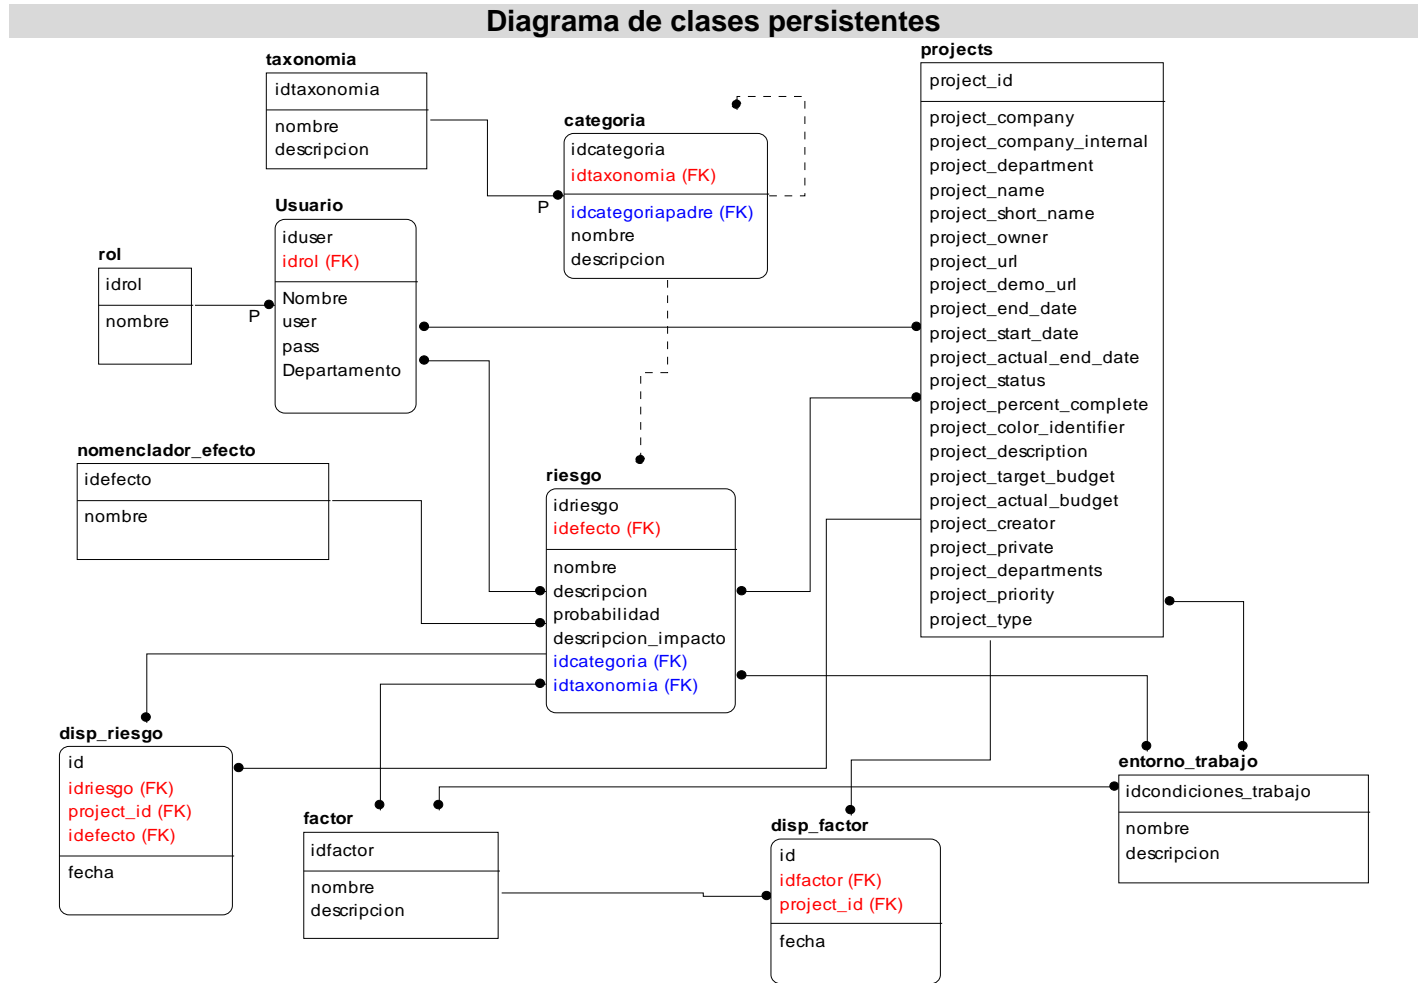 Diagrama de clases persistentes
taxonomia
idtaxonomia
nombre
descripcion
categoria
idcategoria
idtaxonomia (FK)
idcategoriapadre (FK)
nombre
descripcion
P
projects
project_id
project_company
project_company_internal
project_department
project_name
project_short_name
project_owner
project_url
project_demo_url
project_end_date
project_start_date
project_actual_end_date
project_status
project_percent_complete
project_color_identifier
project_description
project_target_budget
project_actual_budget
project_creator
project_private
project_departments
project_priority
project_type
Usuario
iduser
idrol (FK)
Nombre
user
pass
Departamento
rol
idrol
nombre
P
nomenclador_efecto
idefecto
nombre
riesgo
idriesgo
idefecto (FK)
nombre
descripcion
probabilidad
descripcion_impacto
idcategoria (FK)
idtaxonomia (FK)
disp_riesgo
id
idriesgo (FK)
project_id (FK)
idefecto (FK)
fecha
factor
idfactor
nombre
descripcion
disp_factor
id
idfactor (FK)
project_id (FK)
fecha
entorno_trabajo
idcondiciones_trabajo
nombre
descripcion